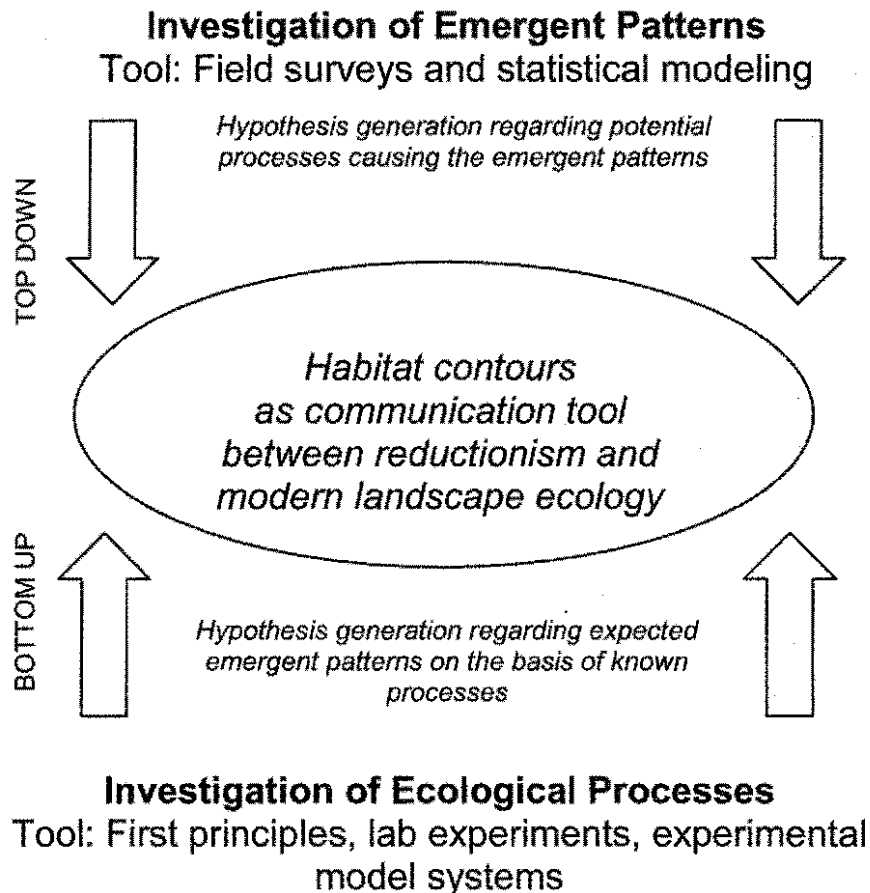 Investigation of Emergent Patterns
Tool: Field surveys and statistical modeling
Hypothesis generation regarding potential
processes causing the emergent patterns
TOP DOWN
Habitat contours
as communication tool
between reductionism and
modern landscape ecology
BOTTOM UP
Hypothesis generation regarding expected
emergent patterns on the basis of known
processes
Investigation of Ecological Processes
Tool: First principles, lab experiments, experimental
model systems